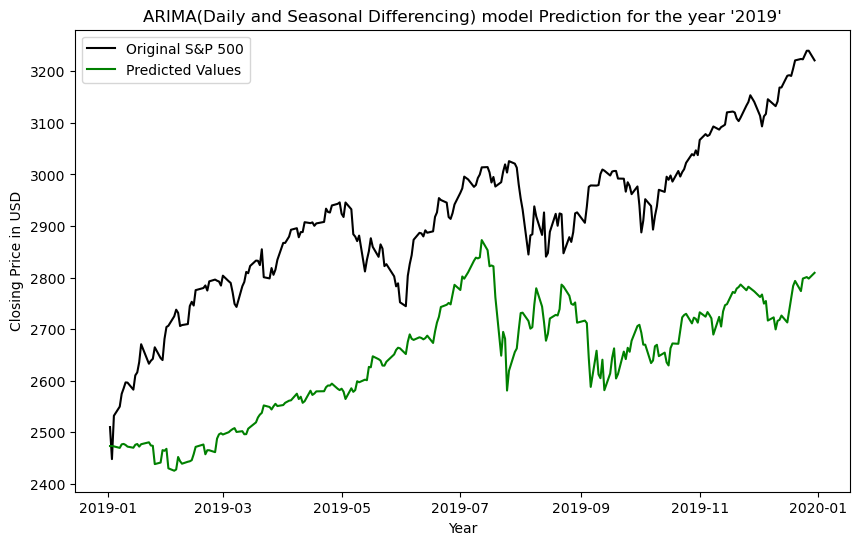 ARIMA(Daily and Seasonal Differencing) model Prediction for the year '2019'
Original S&P 500
Predicted Values
Closing Price in USD
3200
3100
3000
2900
2800
2700
2600
2500
2400
2019-01 2019-03 2019-05 2019-07 2019-09 2019-11 2020-01
Year